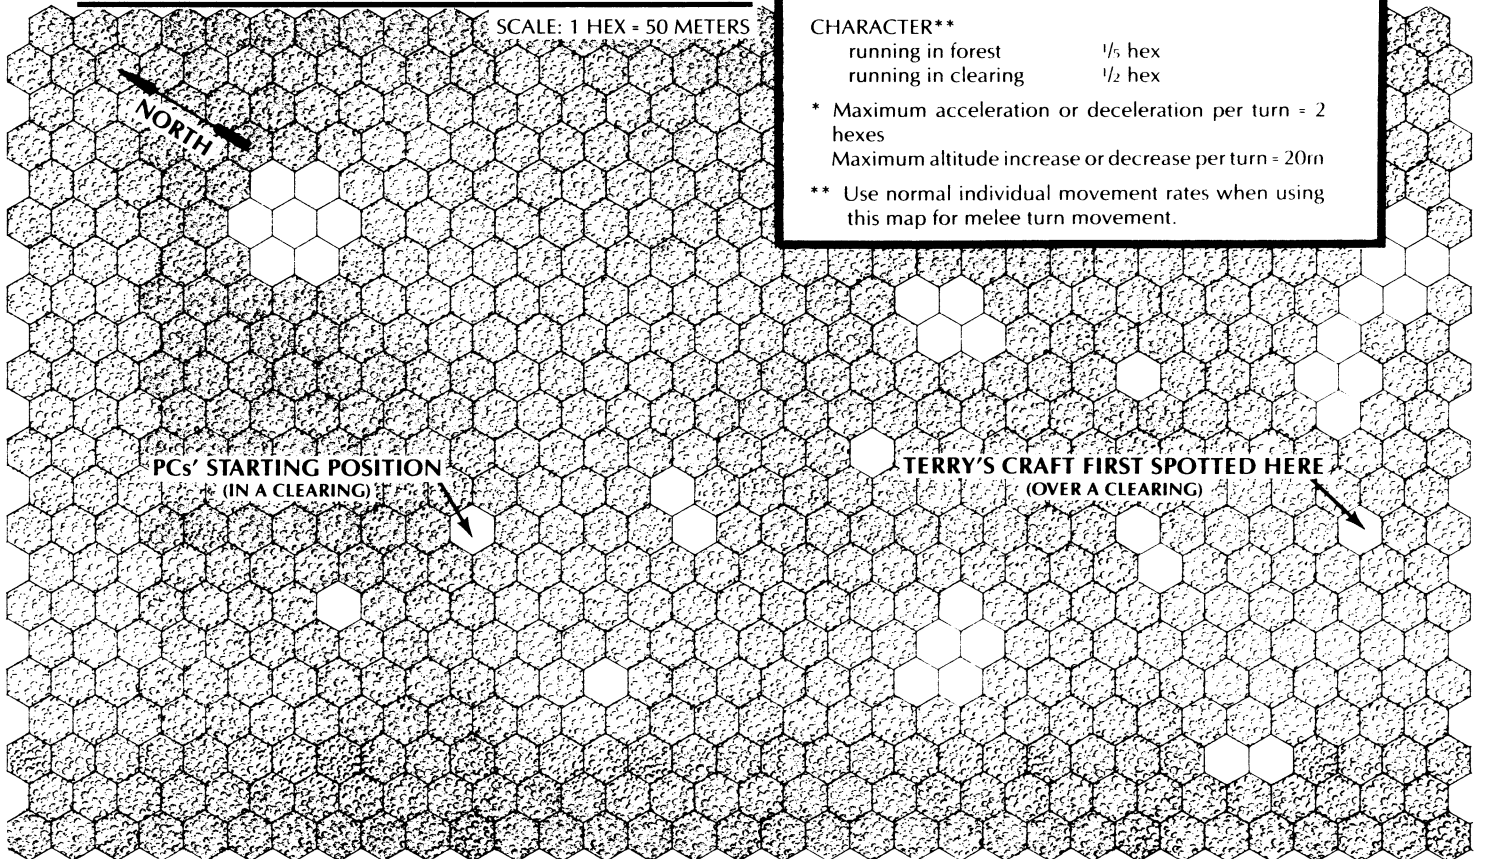 SCALE: 1 HEX = 50 METERS
CHARACTER**
running in forest 1/5 hex
running in clearing 1/2 hex
* Maximum acceleration or deceleration per turn = 2
hexes
Maximum altitude increase or decrease per turn = 20m
** Use normal individual movement rates when using
this map for melee turn movement.
NORTH
PCs' STARTING POSITION
(IN A CLEARING)
TERRY'S CRAFT FIRST SPOTTED HERE
(OVER A CLEARING)